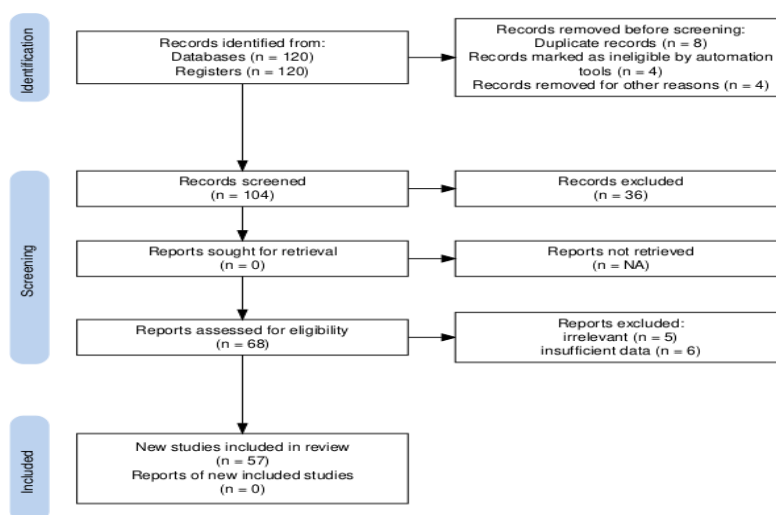 Identification
Records identified from:
Databases (n = 120)
Registers (n = 120)
Records removed before screening:
Duplicate records (n = 8)
Records marked as ineligible by automation
tools (n = 4)
Records removed for other reasons (n = 4)
Screening
Records screened
(n = 104)
Records excluded
(n = 36)
Reports sought for retrieval
(n = 0)
Reports not retrieved
(n = NA)
Reports assessed for eligibility
(n = 68)
Reports excluded:
irrelevant (n = 5)
insufficient data (n = 6)
Included
New studies included in review
(n = 57)
Reports of new included studies
(n = 0)